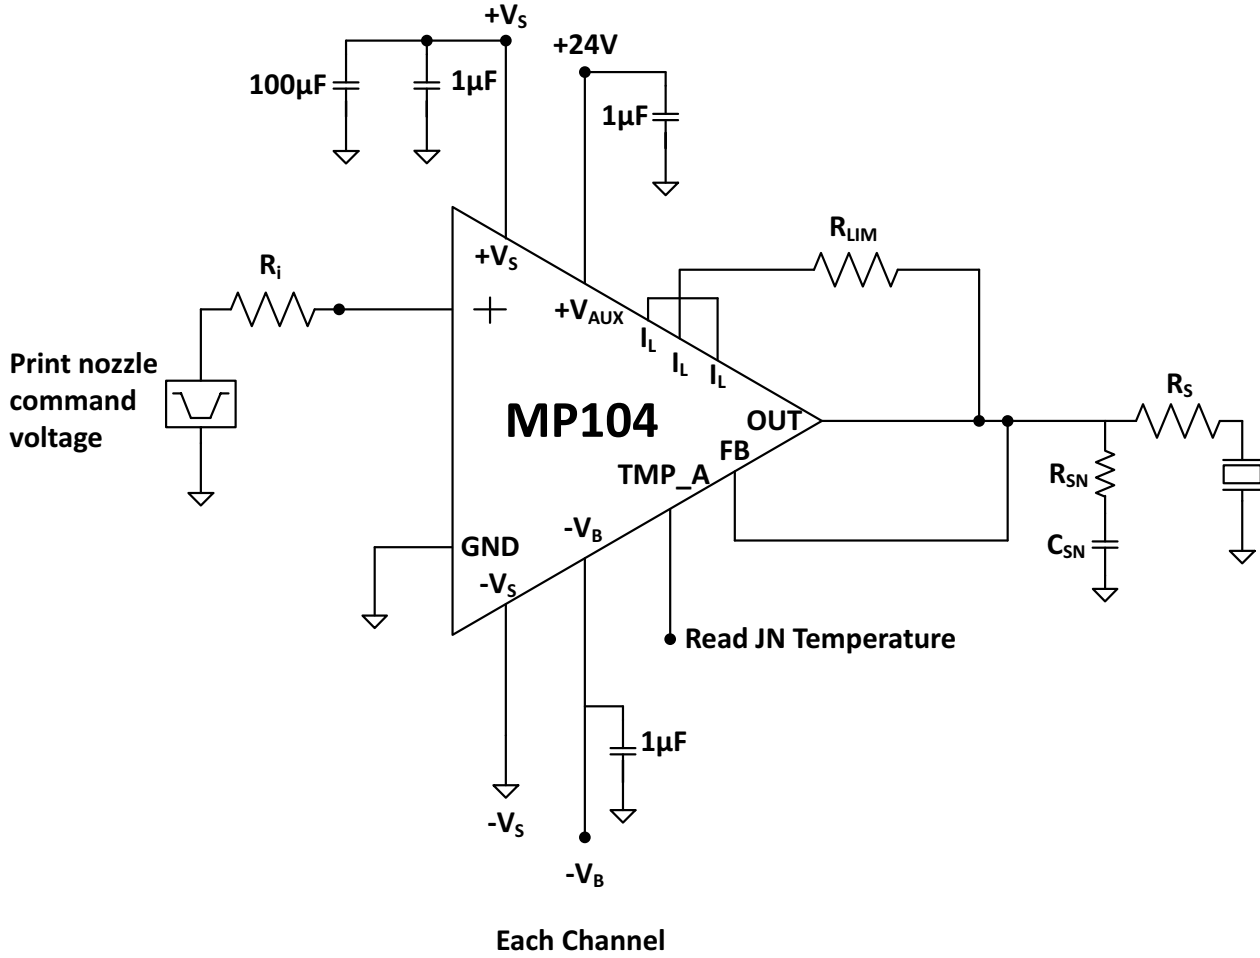 +VS
+24V
100µF
1µF
1µF
RLIM
Ri
+VS
+VAUX
IL
IL
IL
Print nozzle
command
voltage
RS
MP104
OUT
FB
TMP_A
RSN
-VB
GND
CSN
-VS
Read JN Temperature
1µF
-VS
-VB
Each Channel